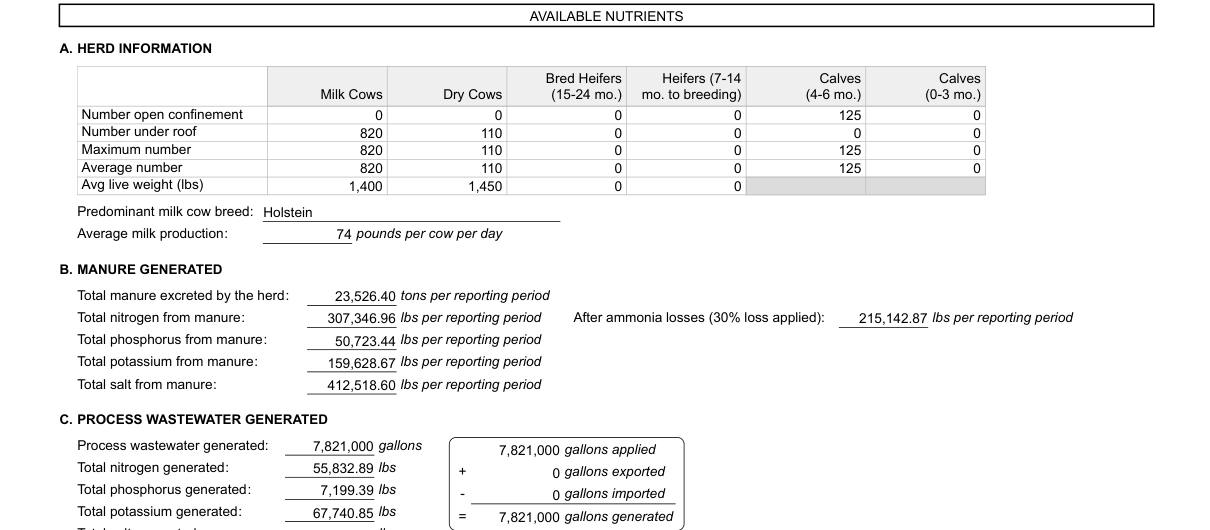 AVAILABLE NUTRIENTS
A. HERD INFORMATION
Milk Cows Dry Cows Bred Heifers (15-24 mo.) Heifers (7-14 mo. to breeding) Calves (4-6 mo.) Calves (0-3 mo.)
Number open confinement 0 0 0 0 125 0
Number under roof 820 110 0 0 0 0
Maximum number 820 110 0 0 125 0
Average number 820 110 0 0 125 0
Avg live weight (lbs) 1,400 1,450 0 0
Predominant milk cow breed: Holstein
Average milk production: 74 pounds per cow per day
B. MANURE GENERATED
Total manure excreted by the herd: 23,526.40 tons per reporting period
Total nitrogen from manure: 307,346.96 lbs per reporting period After ammonia losses (30% loss applied): 215,142.87 lbs per reporting period
Total phosphorus from manure: 50,723.44 lbs per reporting period
Total potassium from manure: 159,628.67 lbs per reporting period
Total salt from manure: 412,518.60 lbs per reporting period
C. PROCESS WASTEWATER GENERATED
Process wastewater generated: 7,821,000 gallons 7,821,000 gallons applied
Total nitrogen generated: 55,832.89 lbs + 0 gallons exported
Total phosphorus generated: 7,199.39 lbs - 0 gallons imported
Total potassium generated: 67,740.85 lbs = 7,821,000 gallons generated